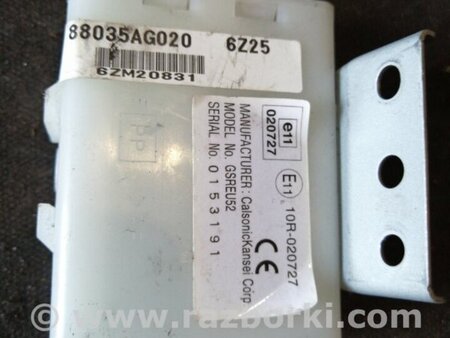 88035AG020 6Z25
6ZM20831
PP
e11
020727
E11 10R-020727
MANUFACTURER : CalsonicKansei Corp
MODEL No. GSREU52
SERIAL No. 0153191
CE
www.razborki.com